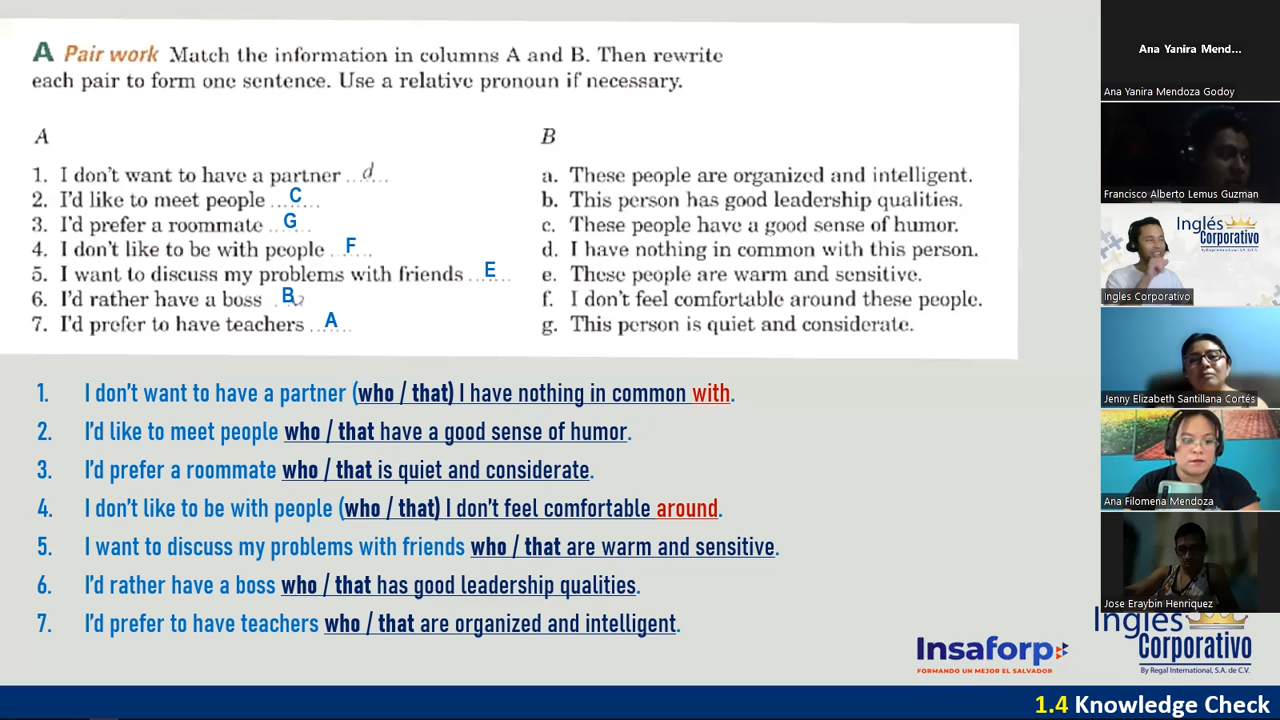 A Pair work Match the information in columns A and B. Then rewrite
each pair to form one sentence. Use a relative pronoun if necessary.
A
1. I don't want to have a partner ...d...
2. I'd like to meet people ...C...
3. I'd prefer a roommate ...G...
4. I don't like to be with people ...F...
5. I want to discuss my problems with friends ...E...
6. I'd rather have a boss ...B...
7. I'd prefer to have teachers ...A...
B
a. These people are organized and intelligent.
b. This person has good leadership qualities.
c. These people have a good sense of humor.
d. I have nothing in common with this person.
e. These people are warm and sensitive.
f. I don't feel comfortable around these people.
g. This person is quiet and considerate.
1. I don't want to have a partner (who / that) I have nothing in common with.
2. I'd like to meet people who / that have a good sense of humor.
3. I'd prefer a roommate who / that is quiet and considerate.
4. I don't like to be with people (who / that) I don't feel comfortable around.
5. I want to discuss my problems with friends who / that are warm and sensitive.
6. I'd rather have a boss who / that has good leadership qualities.
7. I'd prefer to have teachers who / that are organized and intelligent.
Insaforp
FORMANDO UN MEJOR EL SALVADOR
Inglés
Corporativo
By Regal International, S.A. de C.V.
1.4 Knowledge Check
Ana Yanira Mend...
Ana Yanira Mendoza Godoy
Francisco Alberto Lemus Guzman
Inglés
Corporativo
By Regal International, S.A. de C.V.
Ingles Corporativo
Jenny Elizabeth Santillana Cortés
Ana Filomena Mendoza
Jose Eraybin Henriquez